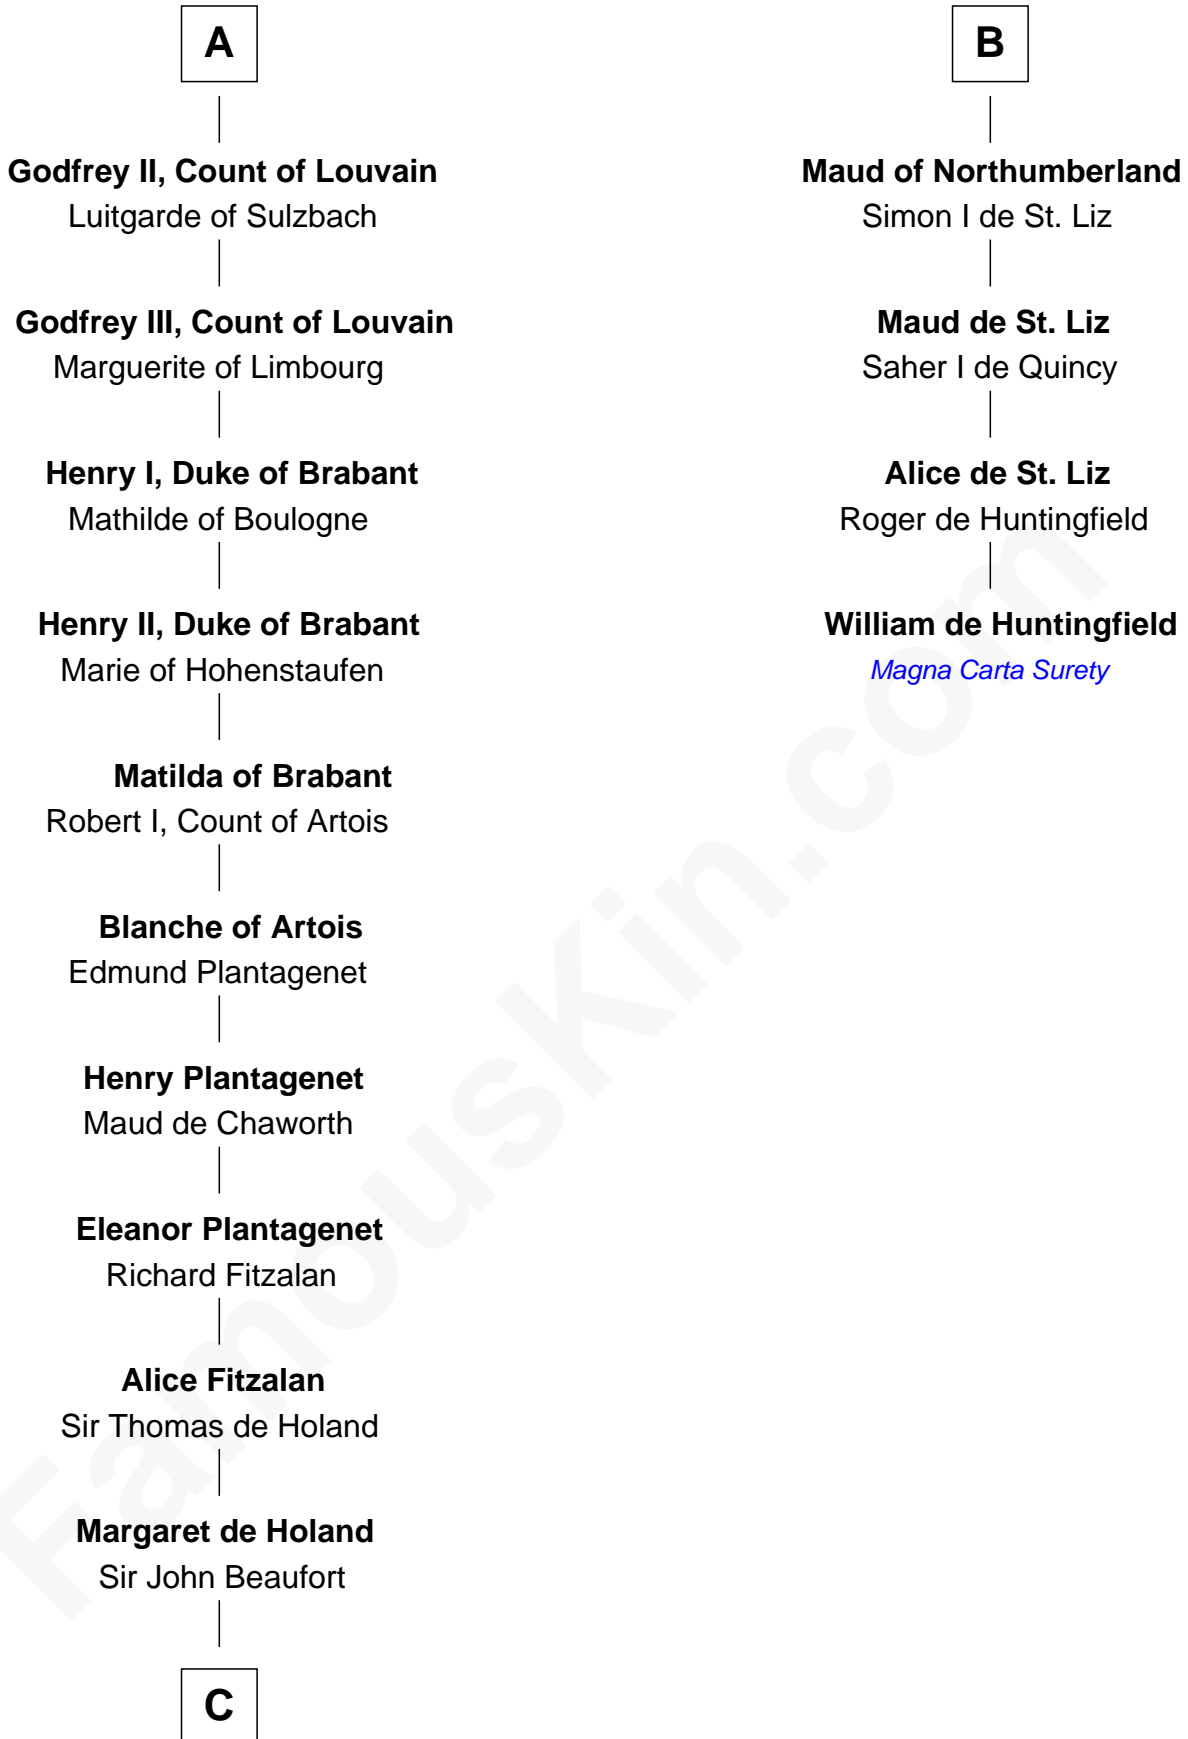 A
Godfrey II, Count of Louvain
Luitgarde of Sulzbach
Godfrey III, Count of Louvain
Marguerite of Limbourg
Henry I, Duke of Brabant
Mathilde of Boulogne
Henry II, Duke of Brabant
Marie of Hohenstaufen
Matilda of Brabant
Robert I, Count of Artois
Blanche of Artois
Edmund Plantagenet
Henry Plantagenet
Maud de Chaworth
Eleanor Plantagenet
Richard Fitzalan
Alice Fitzalan
Sir Thomas de Holand
Margaret de Holand
Sir John Beaufort
C
B
Maud of Northumberland
Simon I de St. Liz
Maud de St. Liz
Saher I de Quincy
Alice de St. Liz
Roger de Huntingfield
William de Huntingfield
Magna Carta Surety
FamousKin.com